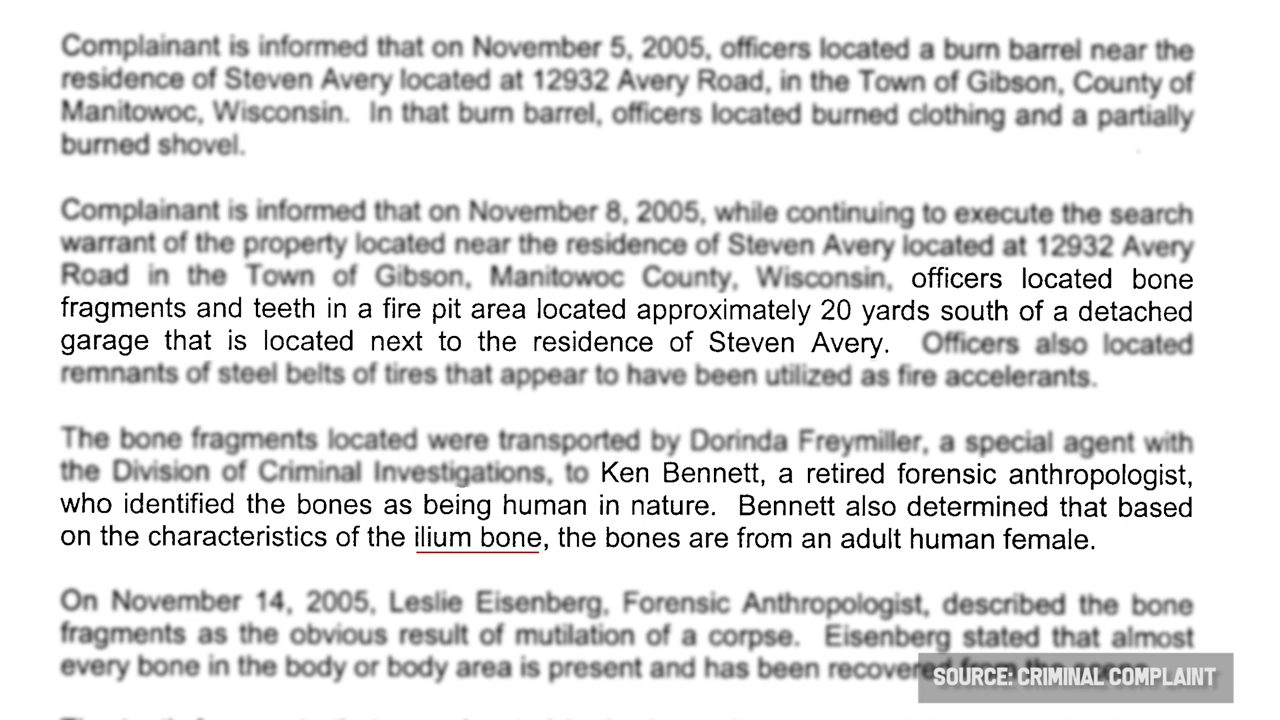 Complainant is informed that on November 5, 2005, officers located a burn barrel near the
residence of Steven Avery located at 12932 Avery Road, in the Town of Gibson, County of
Manitowoc, Wisconsin. In that burn barrel, officers located burned clothing and a partially
burned shovel.
Complainant is informed that on November 8, 2005, while continuing to execute the search
warrant of the property located near the residence of Steven Avery located at 12932 Avery
Road in the Town of Gibson, Manitowoc County, Wisconsin, officers located bone
fragments and teeth in a fire pit area located approximately 20 yards south of a detached
garage that is located next to the residence of Steven Avery. Officers also located
remnants of steel belts of tires that appear to have been utilized as fire accelerants.
The bone fragments located were transported by Dorinda Freymiller, a special agent with
the Division of Criminal Investigations, to Ken Bennett, a retired forensic anthropologist,
who identified the bones as being human in nature. Bennett also determined that based
on the characteristics of the ilium bone, the bones are from an adult human female.
On November 14, 2005, Leslie Eisenberg, Forensic Anthropologist, described the bone
fragments as the obvious result of mutilation of a corpse. Eisenberg stated that almost
every bone in the body or body area is present and has been recovered
SOURCE: CRIMINAL COMPLAINT